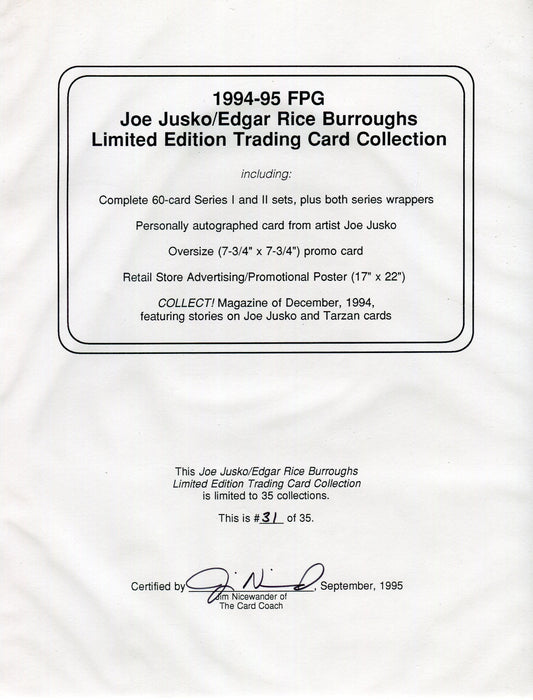 1994-95 FPG
Joe Jusko/Edgar Rice Burroughs
Limited Edition Trading Card Collection
including:
Complete 60-card Series I and II sets, plus both series wrappers
Personally autographed card from artist Joe Jusko
Oversize (7-3/4" x 7-3/4") promo card
Retail Store Advertising/Promotional Poster (17" x 22")
COLLECT! Magazine of December, 1994,
featuring stories on Joe Jusko and Tarzan cards
This Joe Jusko/Edgar Rice Burroughs
Limited Edition Trading Card Collection
is limited to 35 collections.
This is #31 of 35.
Certified by Jim Nicewander, September, 1995
Jim Nicewander of
The Card Coach